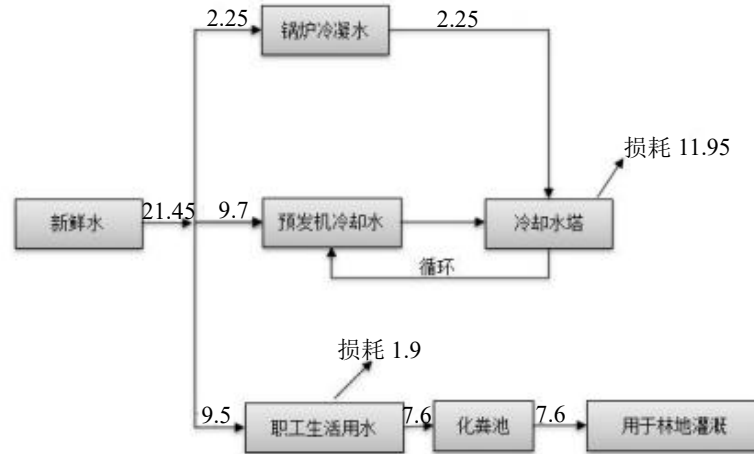 2.25
锅炉冷凝水
2.25
损耗 11.95
新鲜水
21.45
9.7
预发机冷却水
冷却水塔
循环
损耗 1.9
9.5
职工生活用水
7.6
化粪池
7.6
用于林地灌溉